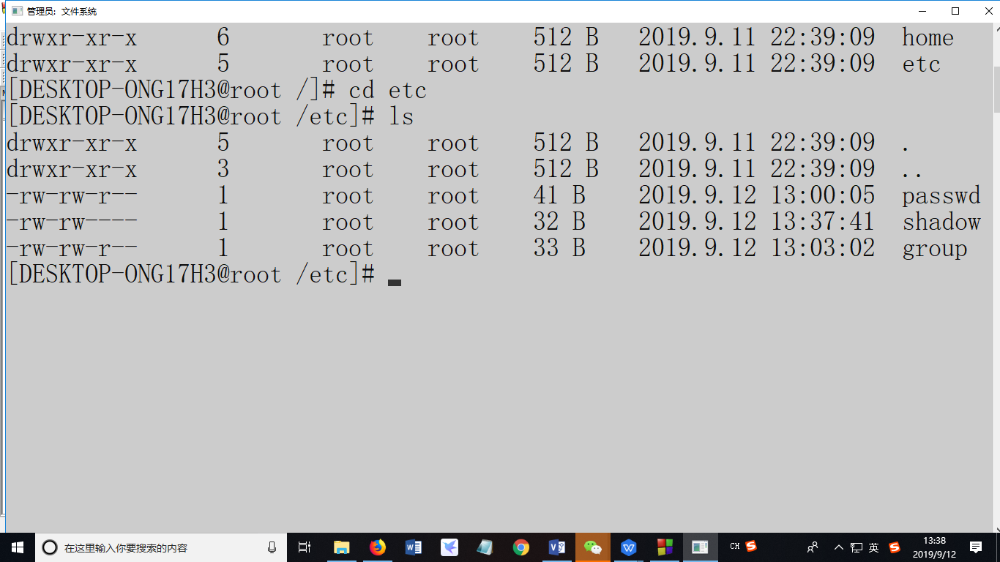 管理员: 文件系统
drwxr-xr-x 6 root root 512 B 2019.9.11 22:39:09 home
drwxr-xr-x 5 root root 512 B 2019.9.11 22:39:09 etc
[DESKTOP-ONG17H3@root /]# cd etc
[DESKTOP-ONG17H3@root /etc]# ls
drwxr-xr-x 5 root root 512 B 2019.9.11 22:39:09 .
drwxr-xr-x 3 root root 512 B 2019.9.11 22:39:09 ..
-rw-rw-r-- 1 root root 41 B 2019.9.12 13:00:05 passwd
-rw-rw---- 1 root root 32 B 2019.9.12 13:37:41 shadow
-rw-rw-r-- 1 root root 33 B 2019.9.12 13:03:02 group
[DESKTOP-ONG17H3@root /etc]#
在这里输入你要搜索的内容 CH 英 13:38
2019/9/12